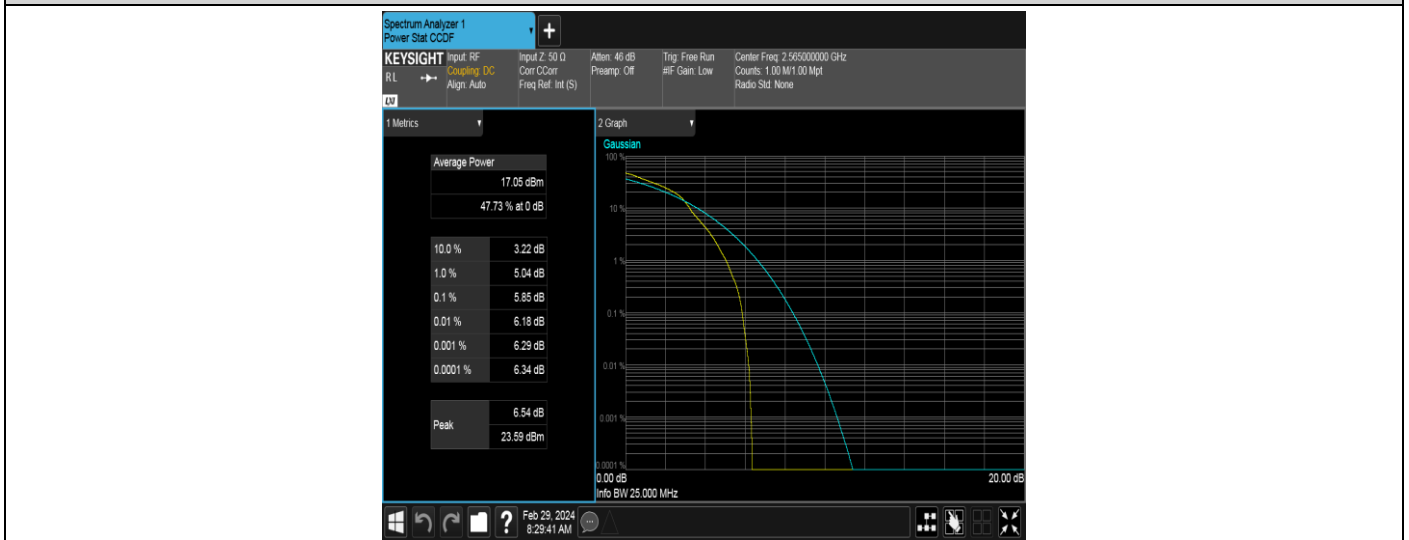 Spectrum Analyzer 1
Power Stat CCDF
+
KEYSIGHT
RL
LXI
Input: RF
Coupling: DC
Align: Auto
Input Z: 50 Ω
Corr CCorr
Freq Ref: Int (S)
Atten: 46 dB
Preamp: Off
Trig: Free Run
#IF Gain: Low
Center Freq: 2.565000000 GHz
Counts: 1.00 M/1.00 Mpt
Radio Std: None
1 Metrics
Average Power
17.05 dBm
47.73 % at 0 dB
10.0 % 3.22 dB
1.0 % 5.04 dB
0.1 % 5.85 dB
0.01 % 6.18 dB
0.001 % 6.29 dB
0.0001 % 6.34 dB
Peak
6.54 dB
23.59 dBm
2 Graph
Gaussian
100 %
10 %
1 %
0.1 %
0.01 %
0.001 %
0.0001 %
0.00 dB 20.00 dB
Info BW 25.000 MHz
?
Feb 29, 2024
8:29:41 AM